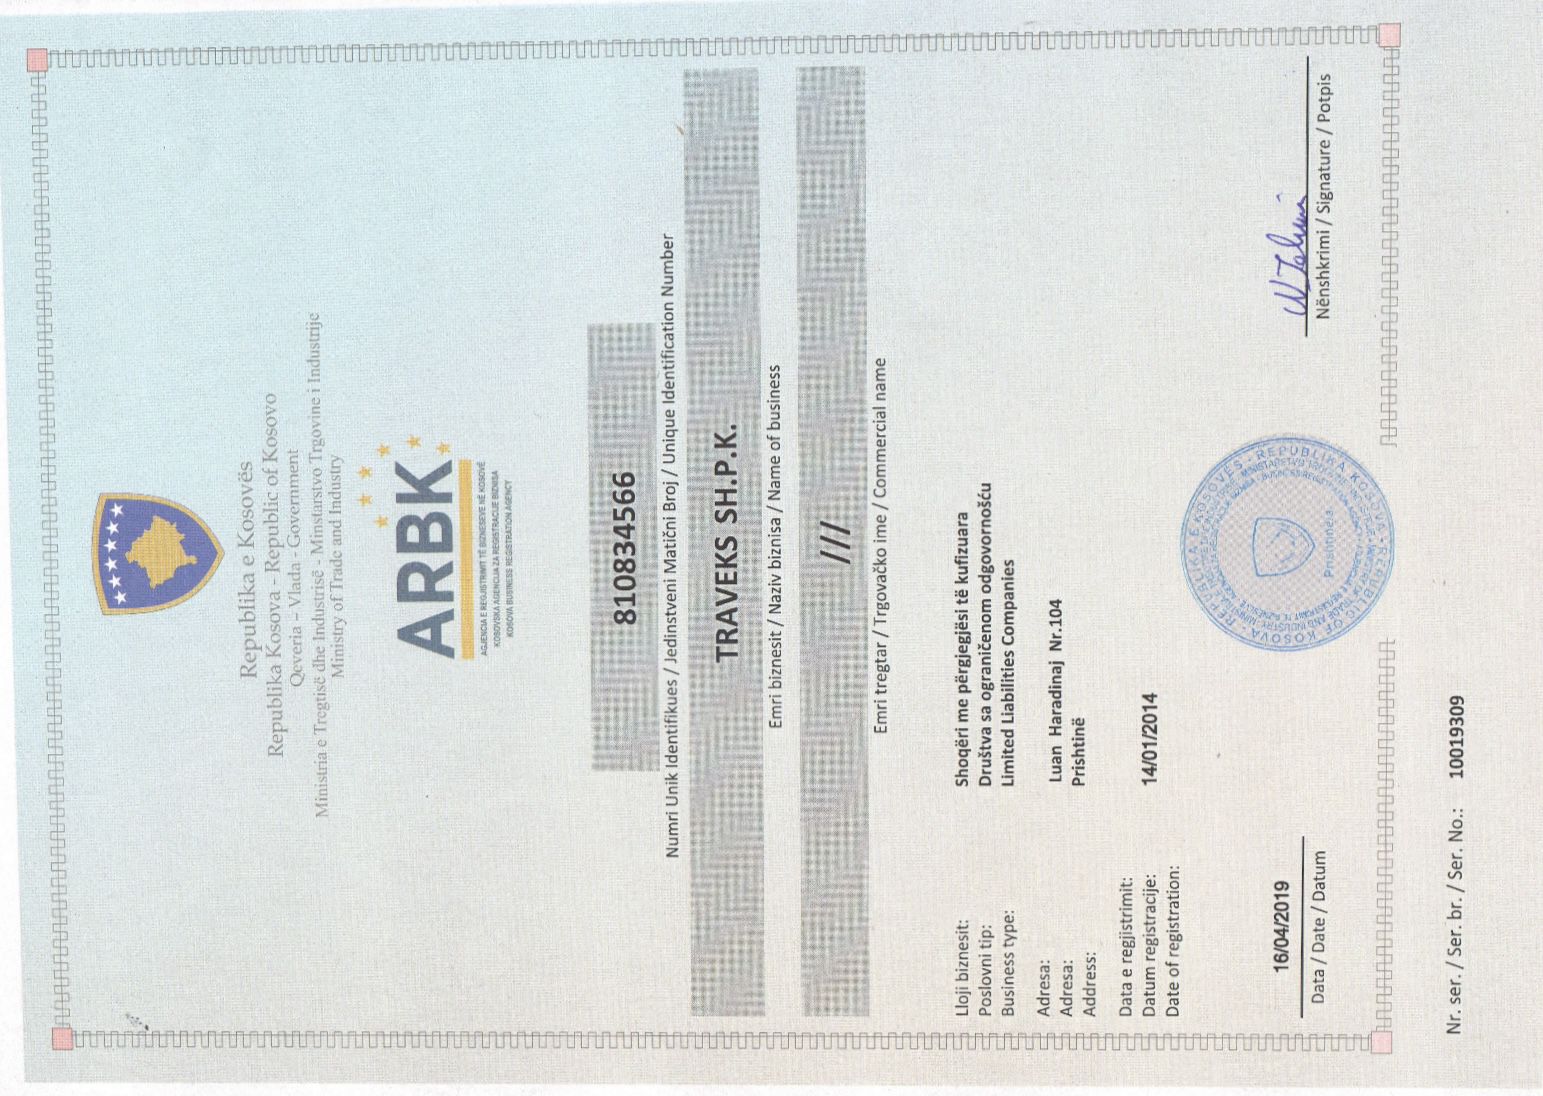 Republika e Kosovës
Republika Kosova - Republic of Kosovo
Qeveria – Vlada - Government
Ministria e Tregtisë dhe Industrisë - Minstarstvo Trgovine i Industrije
Ministry of Trade and Industry
ARBK
AGJENCIA E REGJISTRIMIT TË BIZNESEVE NË KOSOVË
KOSOVSKA AGENCIJA ZA REGISTRACIJE BIZNISA
KOSOVA BUSINESS REGISTRATION AGENCY
810834566
Numri Unik Identifikues / Jedinstveni Matični Broj / Unique Identification Number
TRAVEKS SH.P.K.
Emri biznesit / Naziv biznisa / Name of business
///
Emri tregtar / Trgovačko ime / Commercial name
Lloji biznesit: Shoqëri me përgjegjësi të kufizuara
Poslovni tip: Društva sa ograničenom odgovornošću
Business type: Limited Liabilities Companies
Adresa: Luan Haradinaj Nr.104
Adresa: Prishtinë
Address:
Data e regjistrimit:
Datum registracije: 14/01/2014
Date of registration:
REPUBLIKA E KOSOVËS - REPUBLIKA KOSOVA - REPUBLIC OF KOSOVA
Prishtinë/a
16/04/2019
Data / Date / Datum
Nënshkrimi / Signature / Potpis
Nr. ser. / Ser. br. / Ser. No.: 10019309